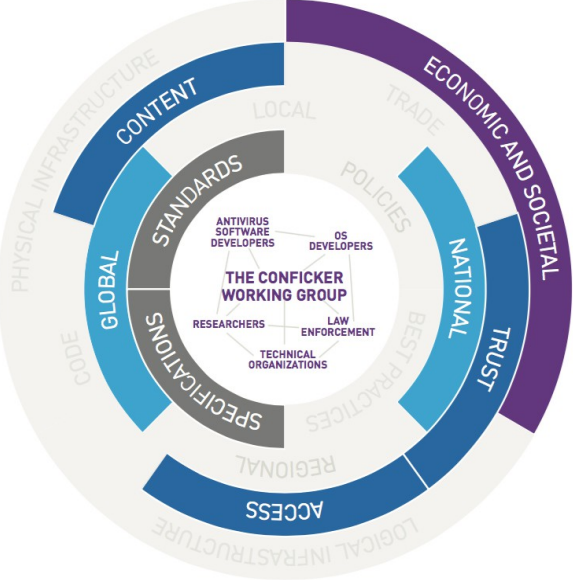 PHYSICAL INFRASTRUCTURE
ECONOMIC AND SOCIETAL
LOGICAL INFRASTRUCTURE
CONTENT
TRADE
TRUST
ACCESS
CODE
LOCAL
NATIONAL
REGIONAL
GLOBAL
STANDARDS
POLICIES
BEST PRACTICES
SPECIFICATIONS
ANTIVIRUS
SOFTWARE
DEVELOPERS
OS
DEVELOPERS
THE CONFICKER
WORKING GROUP
RESEARCHERS
LAW
ENFORCEMENT
TECHNICAL
ORGANIZATIONS